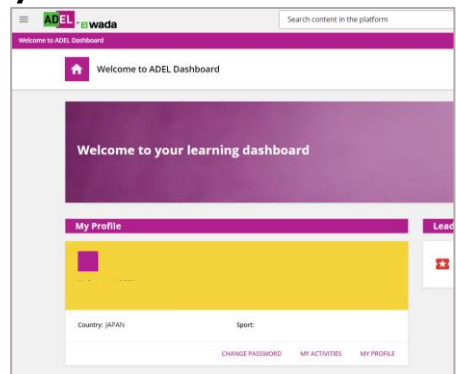 ADEL by wada
Search content in the platform
Welcome to ADEL Dashboard
Welcome to ADEL Dashboard
Welcome to your learning dashboard
My Profile
Lead
Country: JAPAN
Sport:
CHANGE PASSWORD
MY ACTIVITIES
MY PROFILE